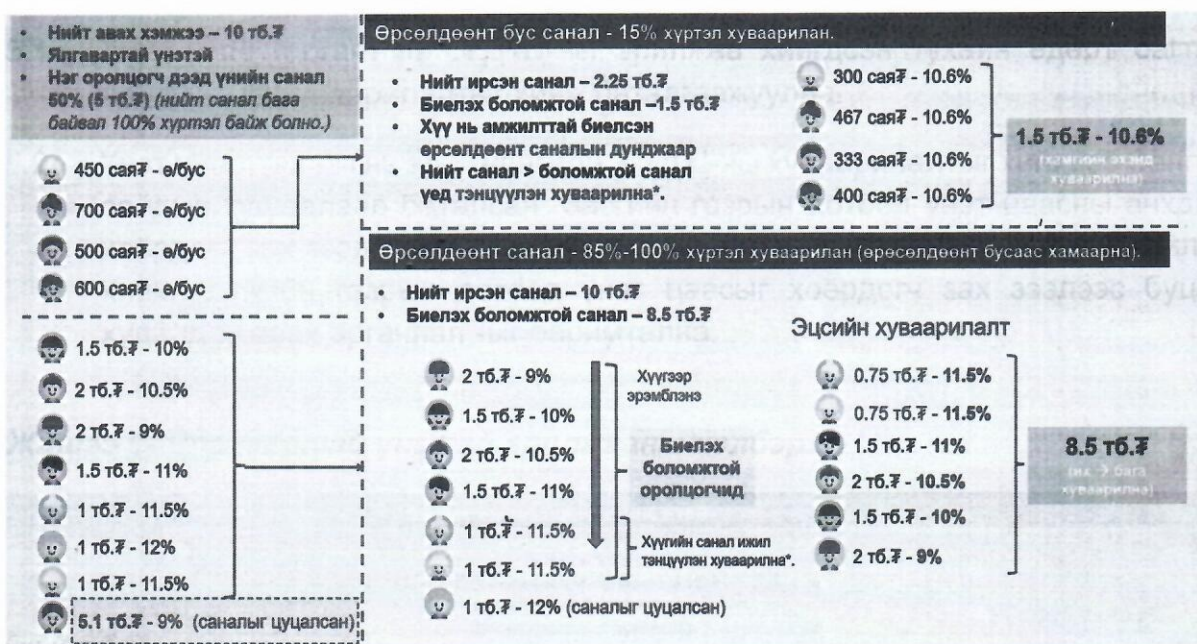 • Нийт авах хэмжээ – 10 тб.₮
• Ялгавартай үнэтэй
• Нэг оролцогч дээд үнийн санал
50% (5 тб.₮) (нийт санал бага
байвал 100% хүртэл байж болно.)
450 сая₮ - ө/бус
700 сая₮ - ө/бус
500 сая₮ - ө/бус
600 сая₮ - ө/бус
1.5 тб.₮ - 10%
2 тб.₮ - 10.5%
2 тб.₮ - 9%
1.5 тб.₮ - 11%
1 тб.₮ - 11.5%
1 тб.₮ - 12%
1 тб.₮ - 11.5%
5.1 тб.₮ - 9% (саналыг цуцалсан)
Өрсөлдөөнт бус санал - 15% хүртэл хуваарилан.
• Нийт ирсэн санал – 2.25 тб.₮
• Биелэх боломжтой санал –1.5 тб.₮
• Хүү нь амжилттай биелсэн
өрсөлдөөнт саналын дунджаар
• Нийт санал > боломжтой санал
үед тэнцүүлэн хуваарилна*.
300 сая₮ - 10.6%
467 сая₮ - 10.6%
333 сая₮ - 10.6%
400 сая₮ - 10.6%
1.5 тб.₮ - 10.6%
(хамгийн эхэнд
хуваарилна)
Өрсөлдөөнт санал - 85%-100% хүртэл хуваарилан (өрөсөлдөөнт бусаас хамаарна).
• Нийт ирсэн санал – 10 тб.₮
• Биелэх боломжтой санал – 8.5 тб.₮
2 тб.₮ - 9%
1.5 тб.₮ - 10%
2 тб.₮ - 10.5%
1.5 тб.₮ - 11%
1 тб.₮ - 11.5%
1 тб.₮ - 11.5%
1 тб.₮ - 12% (саналыг цуцалсан)
Хүүгээр
эрэмблэнэ
Биелэх
боломжтой
оролцогчид
Хүүгийн санал ижил
тэнцүүлэн хуваарилна*.
Эцсийн хуваарилалт
0.75 тб.₮ - 11.5%
0.75 тб.₮ - 11.5%
1.5 тб.₮ - 11%
2 тб.₮ - 10.5%
1.5 тб.₮ - 10%
2 тб.₮ - 9%
8.5 тб.₮
(их → бага
хуваарилна)